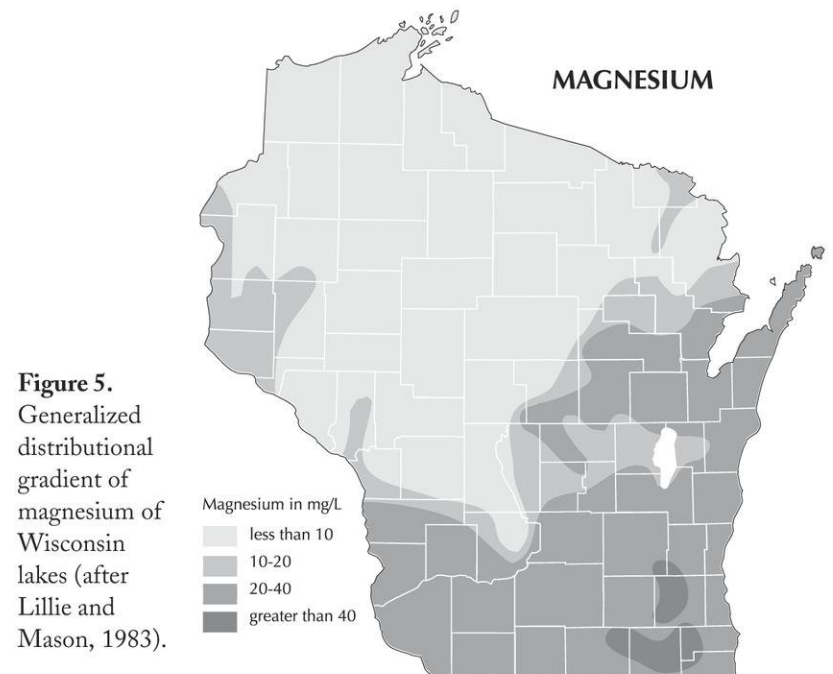 MAGNESIUM
Figure 5.
Generalized
distributional
gradient of
magnesium of
Wisconsin
lakes (after
Lillie and
Mason, 1983).
Magnesium in mg/L
less than 10
10-20
20-40
greater than 40